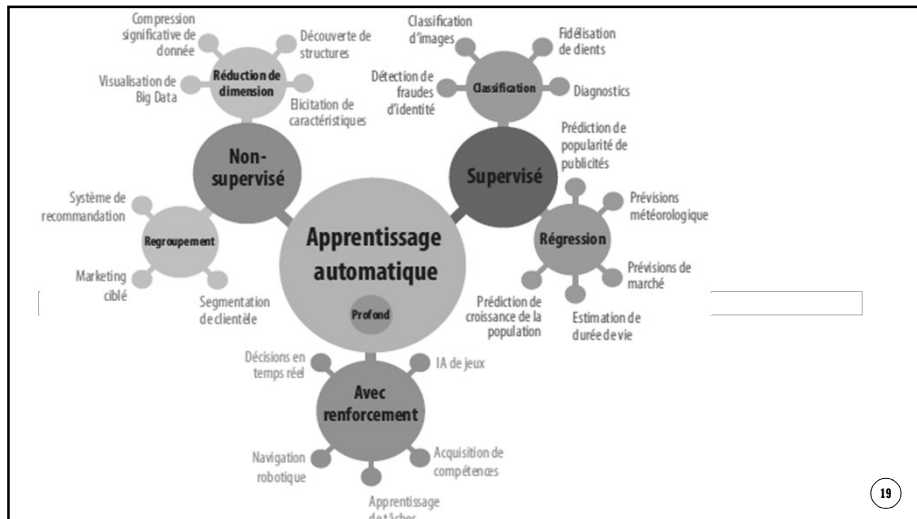 Compression
significative de
donnée
Découverte de
structures
Réduction de
dimension
Visualisation de
Big Data
Elicitation de
caractéristiques
Non-
supervisé
Système de
recommandation
Regroupement
Marketing
ciblé
Segmentation
de clientèle
Classification
d'images
Fidélisation
de clients
Détection de
fraudes
d'identité
Classification
Diagnostics
Supervisé
Prédiction de
popularité de
publicités
Prévisions
météorologique
Régression
Prévisions de
marché
Prédiction de
croissance de la
population
Estimation de
durée de vie
Apprentissage
automatique
Profond
Décisions en
temps réel
IA de jeux
Avec
renforcement
Navigation
robotique
Acquisition de
compétences
Apprentissage
de tâches
19